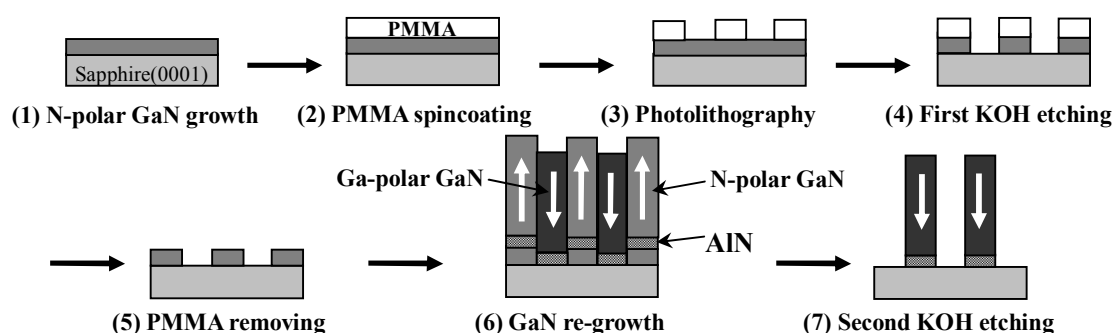 PMMA
Sapphire(0001)
(1) N-polar GaN growth
(2) PMMA spincoating
(3) Photolithography
(4) First KOH etching
Ga-polar GaN
N-polar GaN
AlN
(5) PMMA removing
(6) GaN re-growth
(7) Second KOH etching